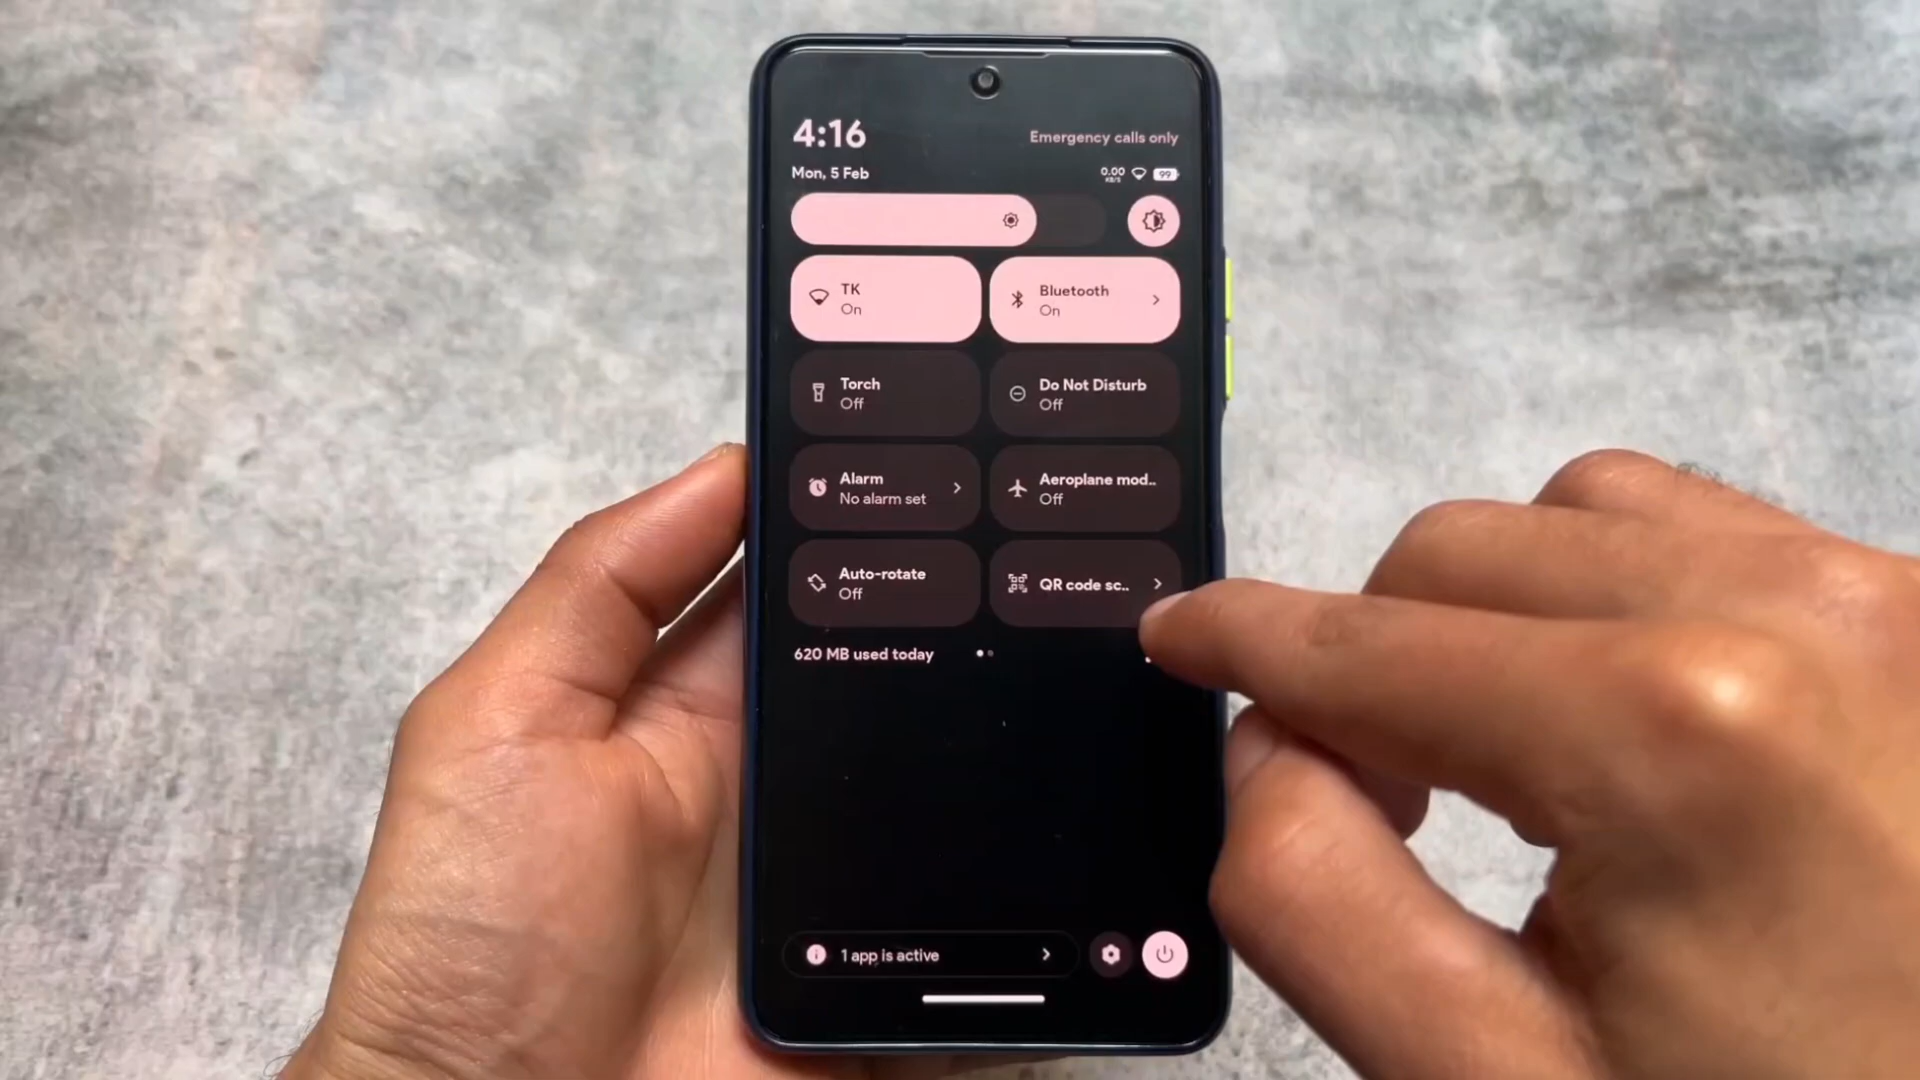 4:16
Emergency calls only
Mon, 5 Feb
0.00
KB/S
99
TK
On
Bluetooth
On
Torch
Off
Do Not Disturb
Off
Alarm
No alarm set
Aeroplane mod..
Off
Auto-rotate
Off
QR code sc..
620 MB used today
1 app is active